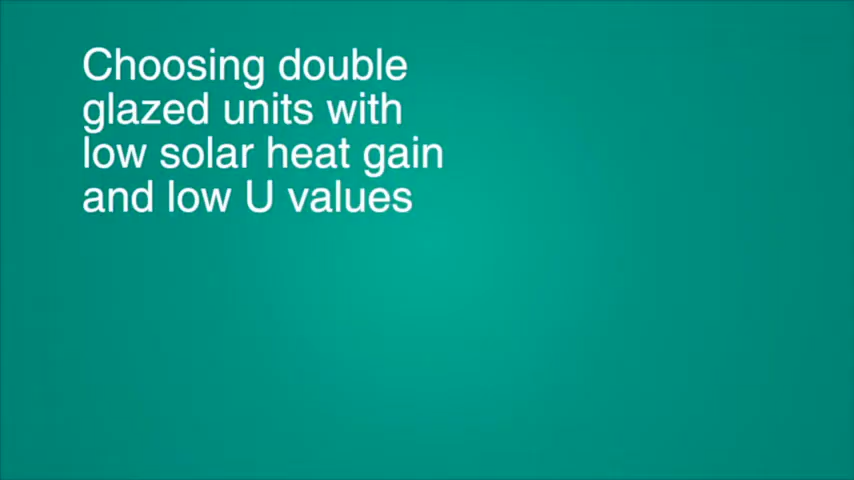 Choosing double
glazed units with
low solar heat gain
and low U values